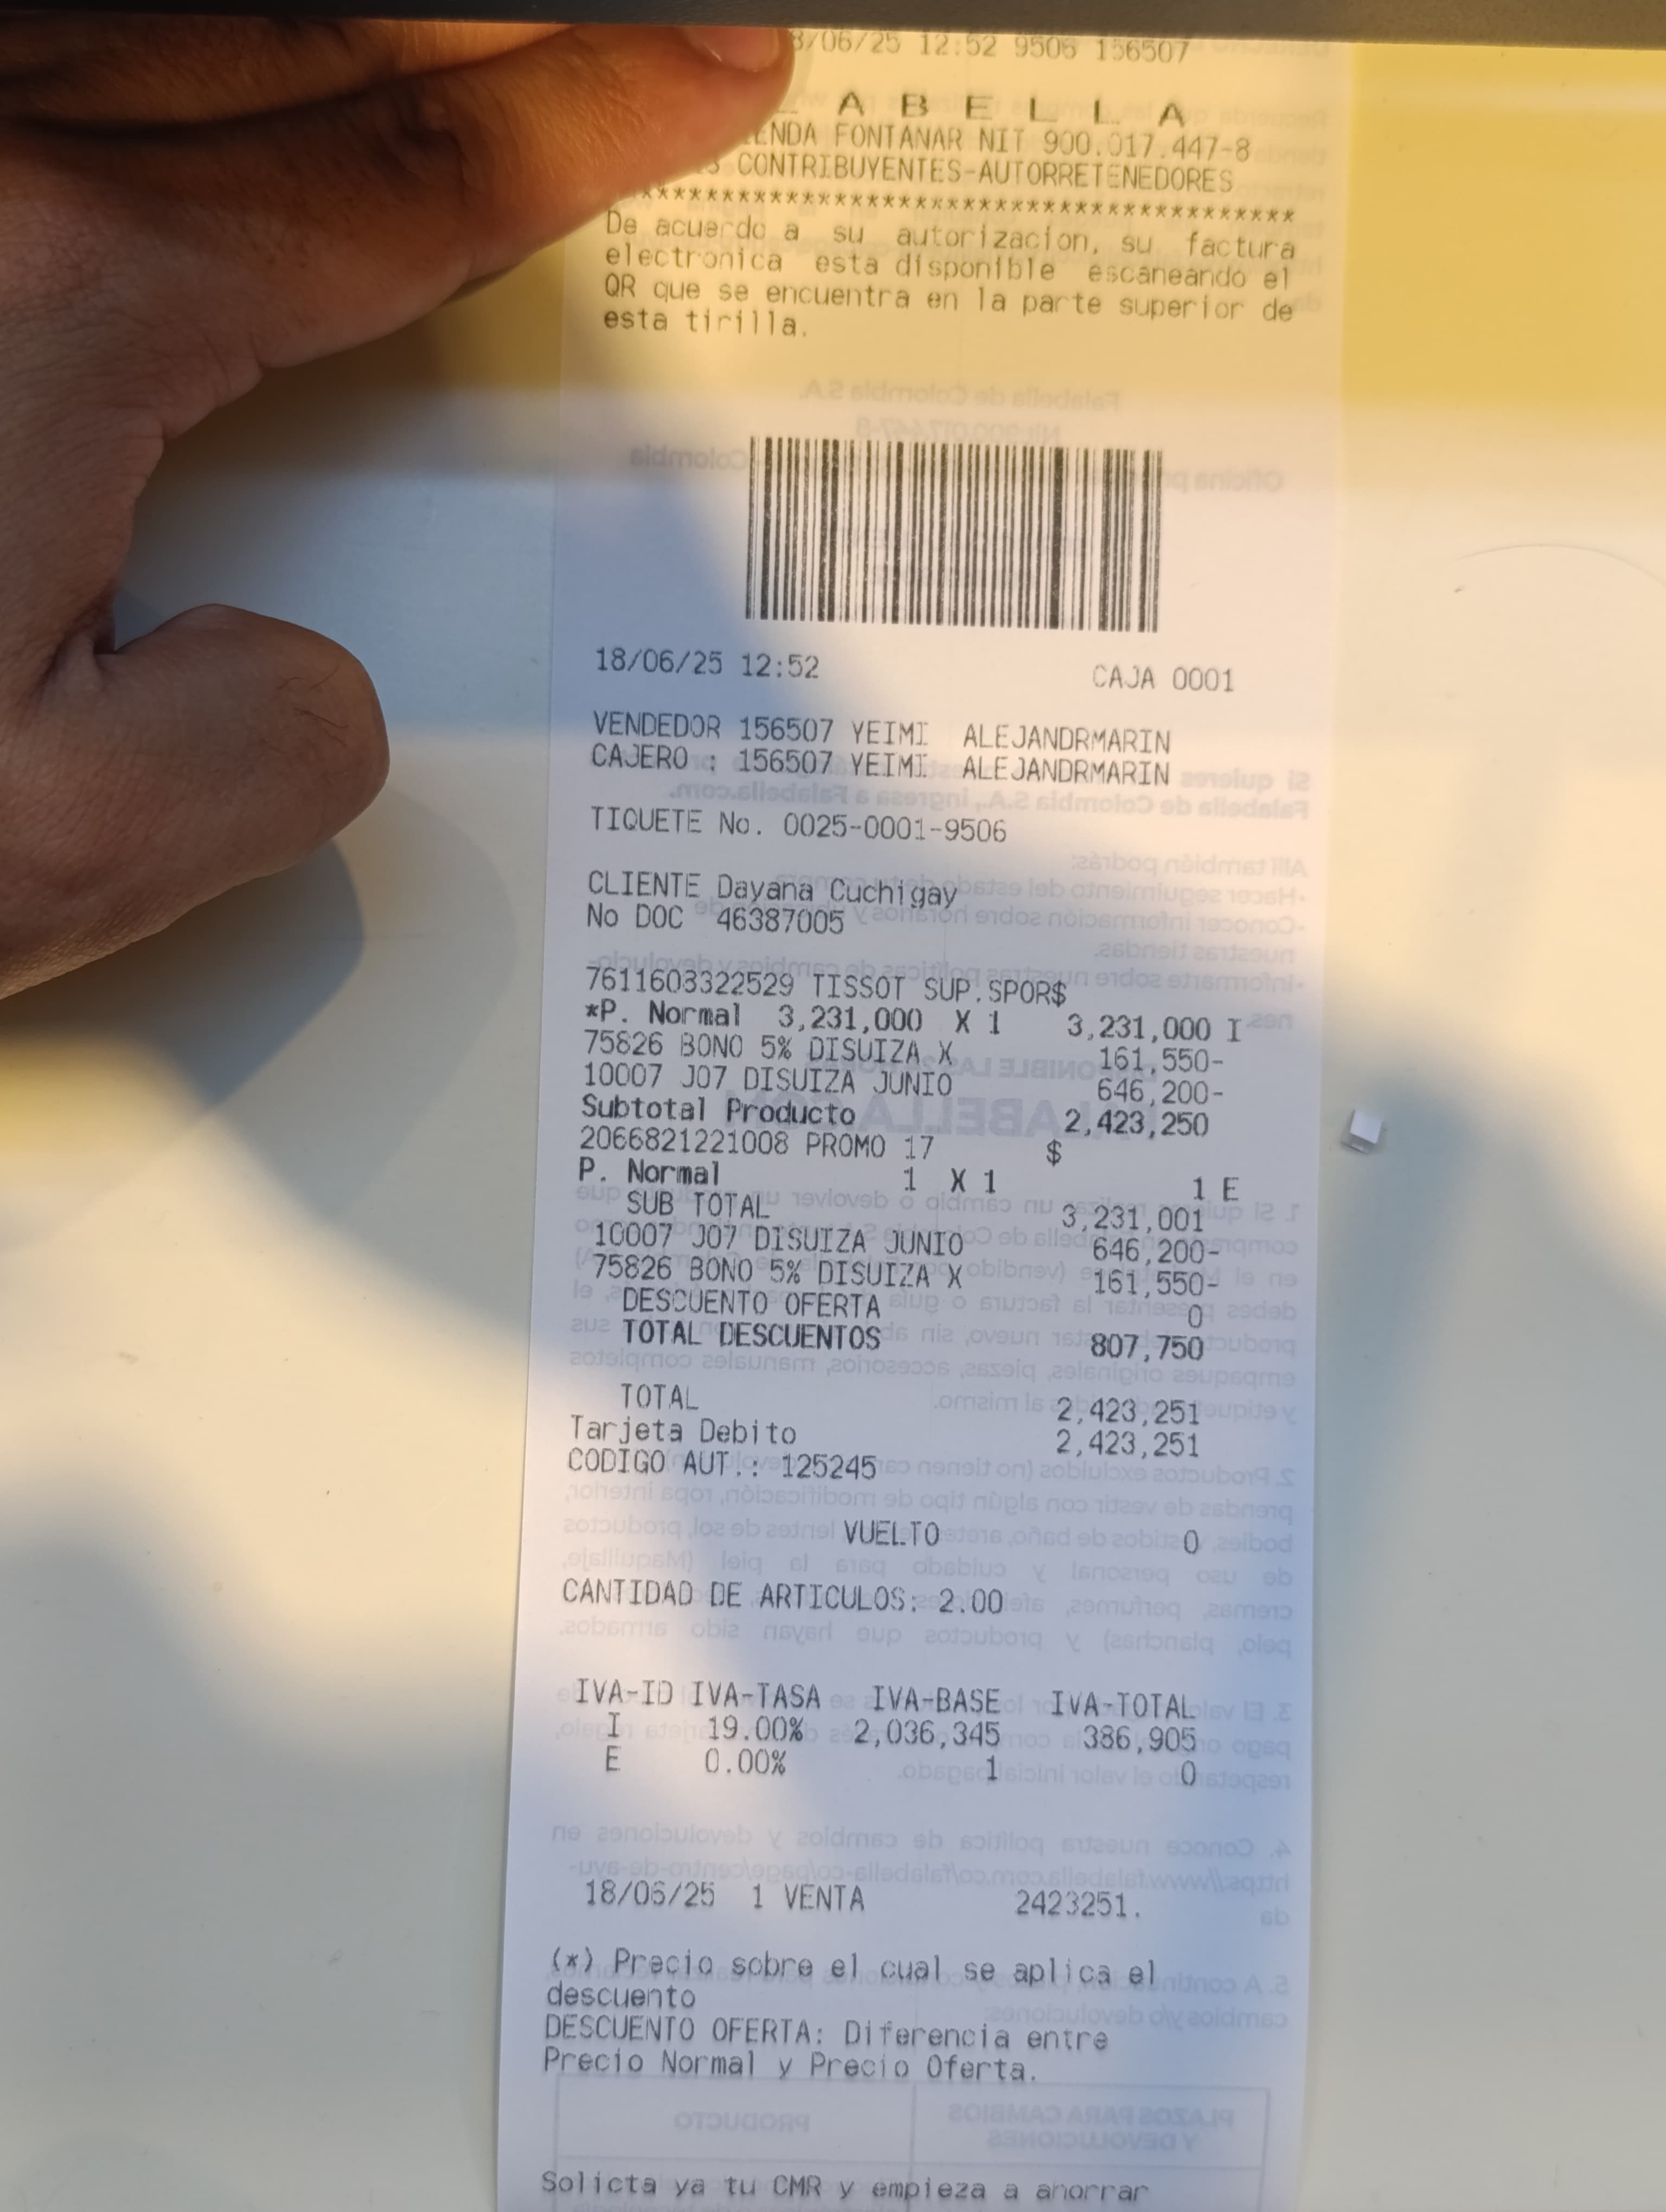 8/06/25 12:52 9506 156507
A B E L L A
ENDA FONTANAR NIT 900.017.447-8
CONTRIBUYENTES-AUTORRETENEDORES
******************************************
De acuerdo a su autorizacion, su factura
electronica esta disponible escaneando el
QR que se encuentra en la parte superior de
esta tirilla.
18/06/25 12:52 CAJA 0001
VENDEDOR 156507 YEIMI ALEJANDRMARIN
CAJERO : 156507 YEIMI ALEJANDRMARIN
TIQUETE No. 0025-0001-9506
CLIENTE Dayana Cuchigay
No DOC 46387005
7611608322529 TISSOT SUP.SPOR$
*P. Normal 3,231,000 X 1 3,231,000 I
75826 BONO 5% DISUIZA X 161,550-
10007 J07 DISUIZA JUNIO 646,200-
Subtotal Producto 2,423,250
2066821221008 PROMO 17 $
P. Normal 1 X 1 1 E
SUB TOTAL 3,231,001
10007 J07 DISUIZA JUNIO 646,200-
75826 BONO 5% DISUIZA X 161,550-
DESCUENTO OFERTA 0
TOTAL DESCUENTOS 807,750
TOTAL 2,423,251
Tarjeta Debito 2,423,251
CODIGO AUT.: 125245
VUELTO 0
CANTIDAD DE ARTICULOS: 2.00
IVA-ID IVA-TASA IVA-BASE IVA-TOTAL
I 19.00% 2,036,345 386,905
E 0.00% 1 0
18/06/25 1 VENTA 2423251.
(*) Precio sobre el cual se aplica el
descuento
DESCUENTO OFERTA: Diferencia entre
Precio Normal y Precio Oferta.
Solicta ya tu CMR y empieza a ahorrar